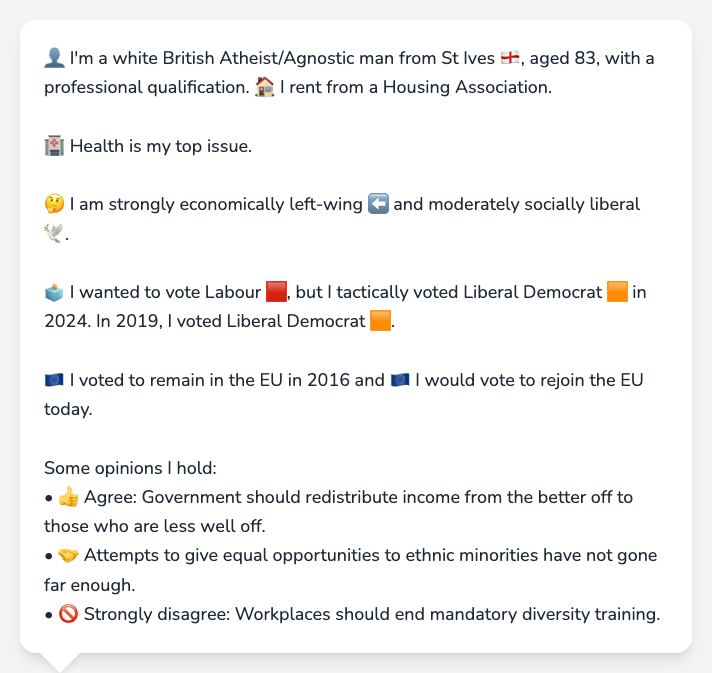 👤 I'm a white British Atheist/Agnostic man from St Ives 🏴󠁧󠁢󠁥󠁮󠁧󠁿, aged 83, with a
professional qualification. 🏠 I rent from a Housing Association.
🏥 Health is my top issue.
🤔 I am strongly economically left-wing ⬅️ and moderately socially liberal
🕊️.
🗳️ I wanted to vote Labour 🟥, but I tactically voted Liberal Democrat 🟧 in
2024. In 2019, I voted Liberal Democrat 🟧.
🇪🇺 I voted to remain in the EU in 2016 and 🇪🇺 I would vote to rejoin the EU
today.
Some opinions I hold:
• 👍 Agree: Government should redistribute income from the better off to
those who are less well off.
• 🤝 Attempts to give equal opportunities to ethnic minorities have not gone
far enough.
• 🚫 Strongly disagree: Workplaces should end mandatory diversity training.